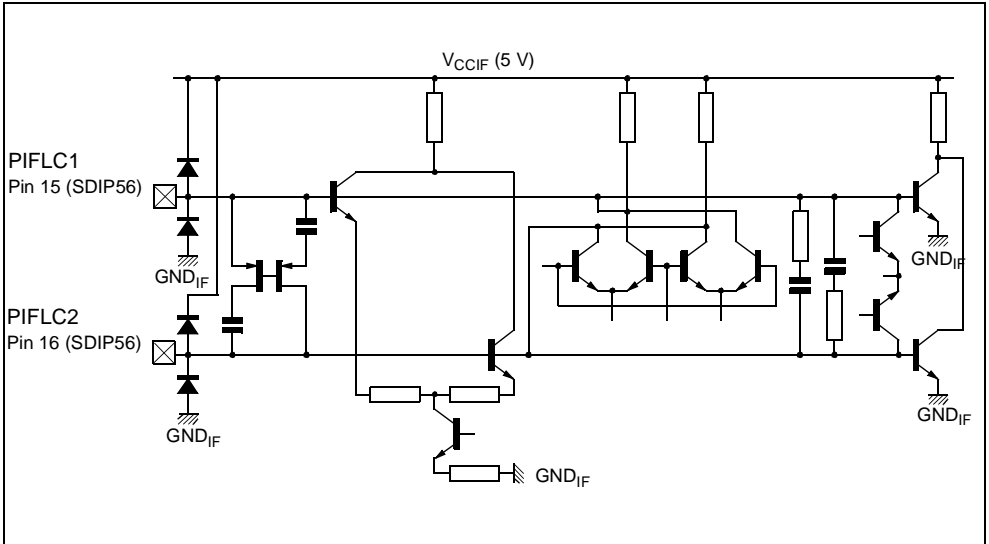 V_CCIF (5 V)
PIFLC1
Pin 15 (SDIP56)
GND_IF
GND_IF
PIFLC2
Pin 16 (SDIP56)
GND_IF
GND_IF
GND_IF